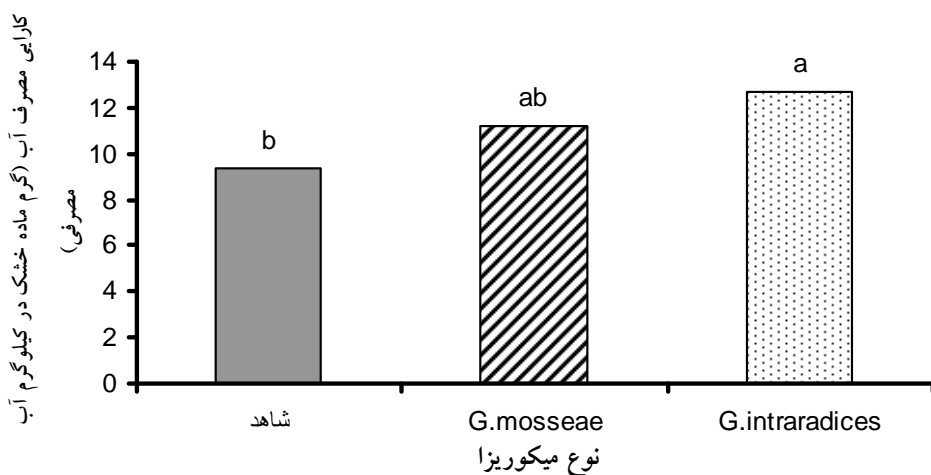 کارایی مصرف آب (گرم ماده خشک در کیلوگرم آب
مصرفی)
14
12
10
8
6
4
2
0
b
ab
a
شاهد
G.mosseae
G.intraradices
نوع میکوریزا